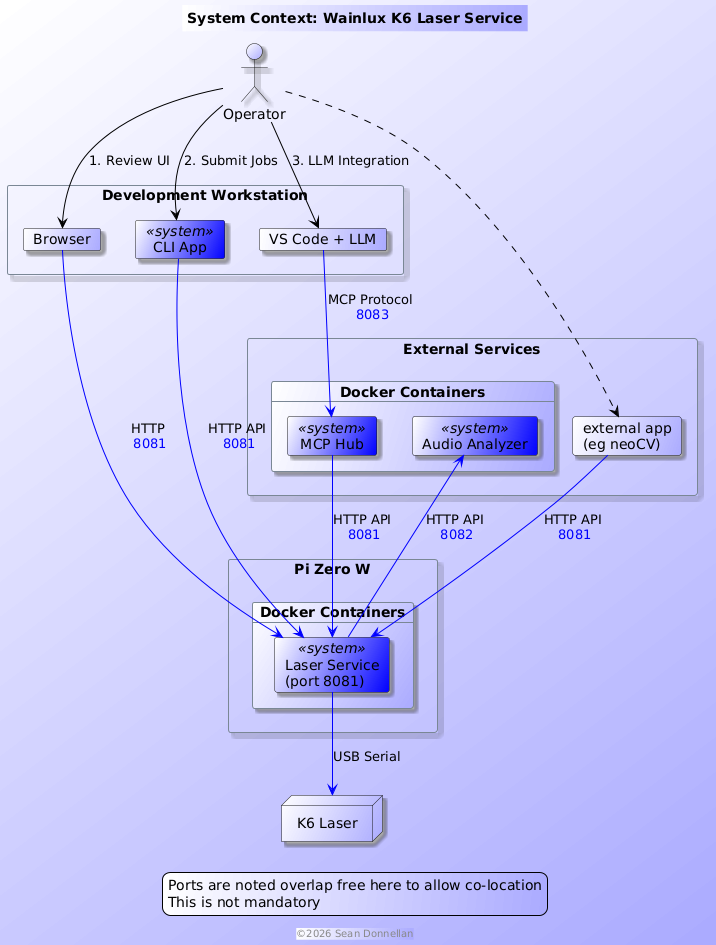 System Context: Wainlux K6 Laser Service
Operator
1. Review UI
2. Submit Jobs
3. LLM Integration
Development Workstation
Browser
«system»
CLI App
VS Code + LLM
MCP Protocol
8083
External Services
Docker Containers
«system»
MCP Hub
«system»
Audio Analyzer
external app
(eg neoCV)
HTTP
8081
HTTP API
8081
HTTP API
8081
HTTP API
8082
HTTP API
8081
Pi Zero W
Docker Containers
«system»
Laser Service
(port 8081)
USB Serial
K6 Laser
Ports are noted overlap free here to allow co-location
This is not mandatory
©2026 Sean Donnellan